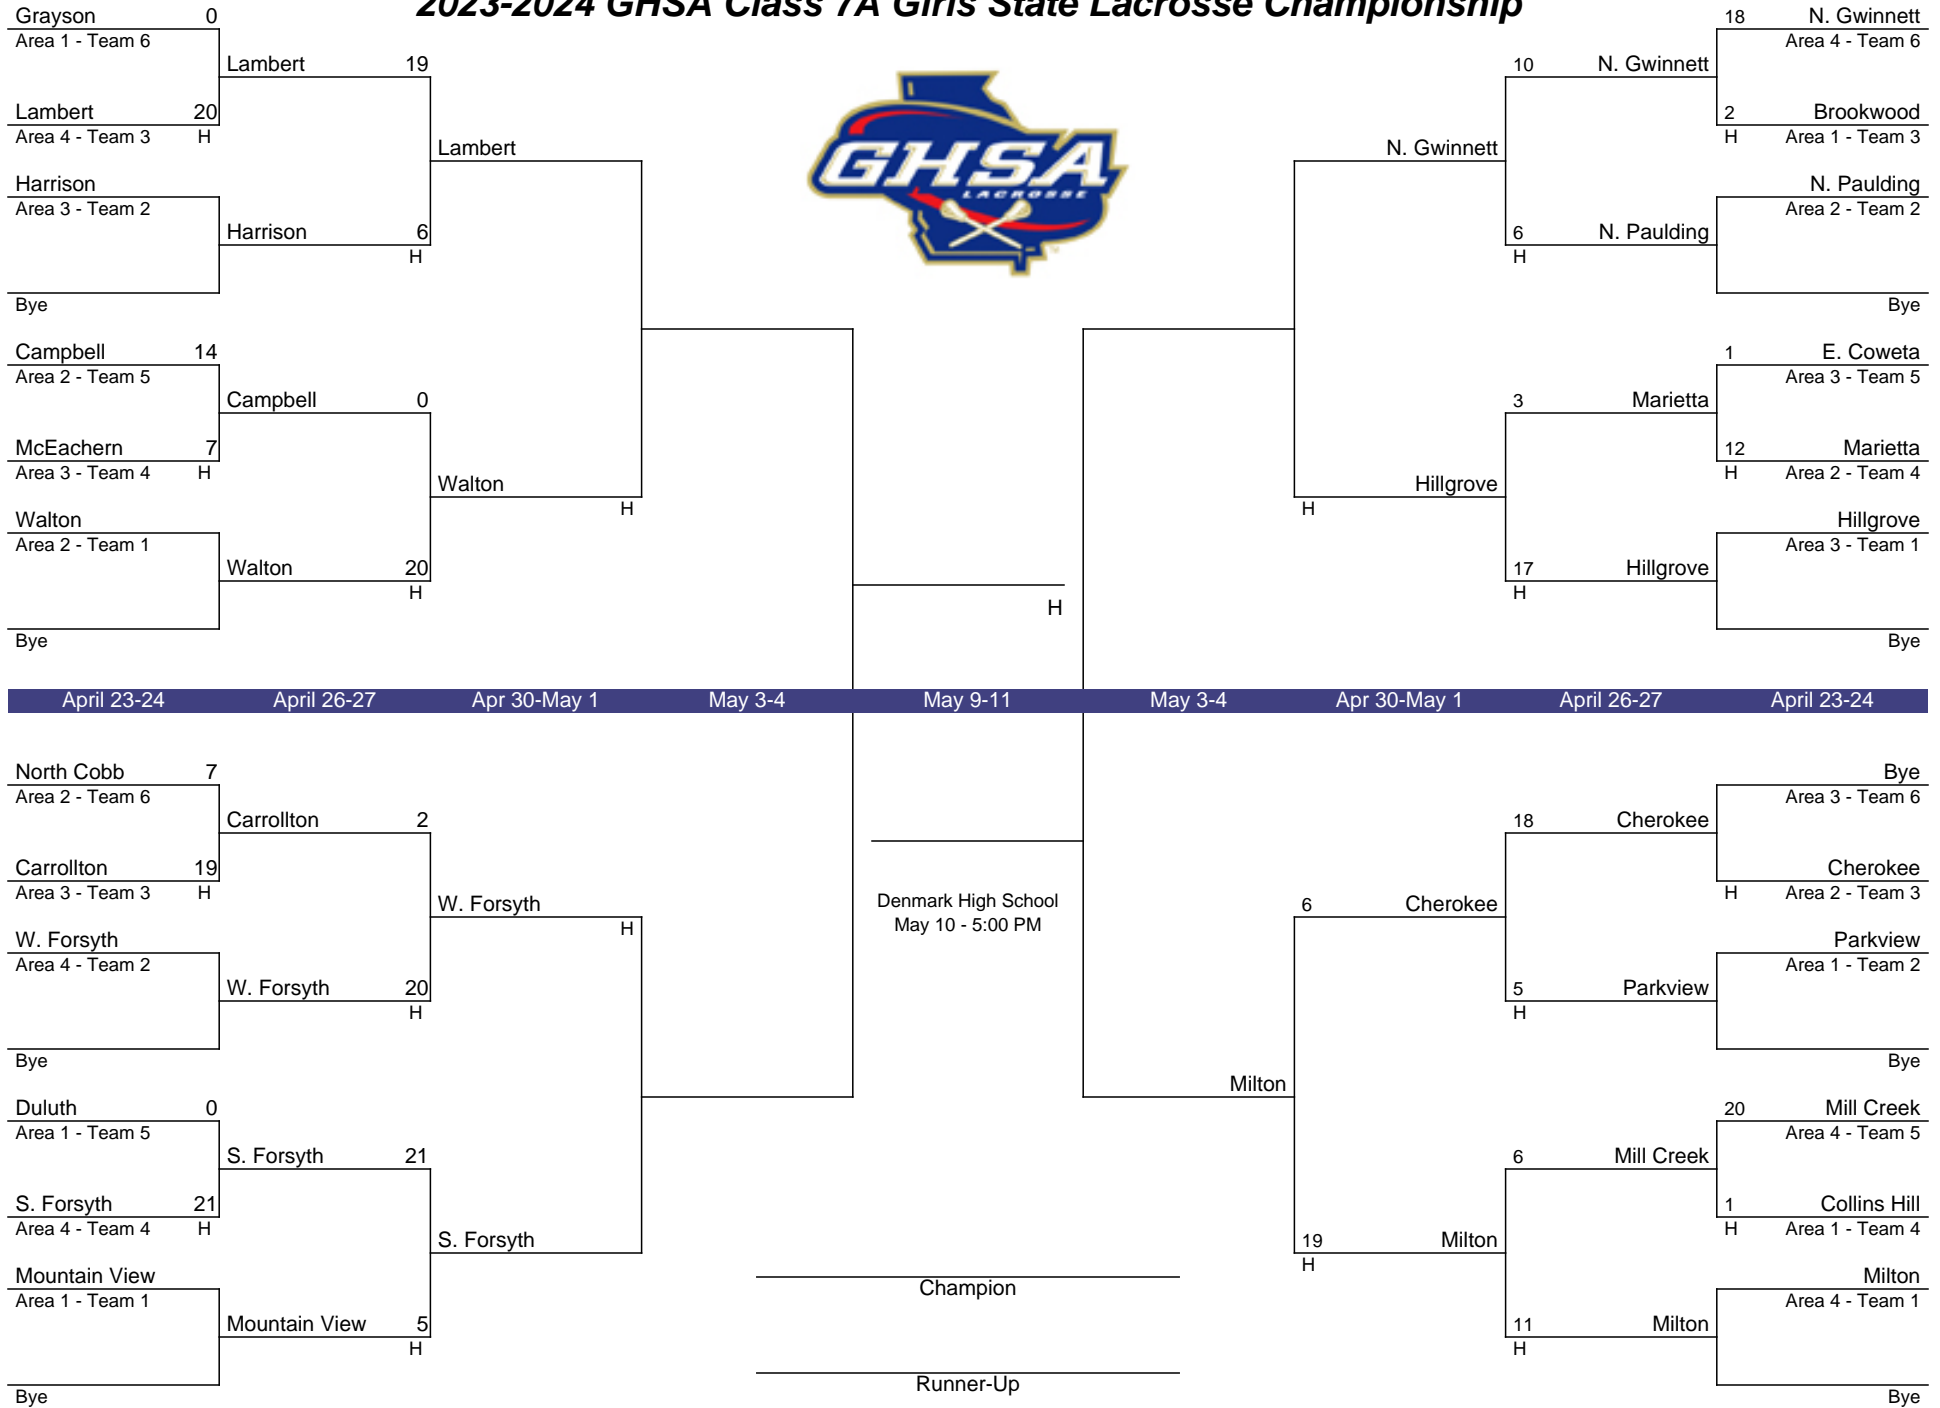 2023-2024 GHSA Class 7A Girls State Lacrosse Championship
Grayson 0
Area 1 - Team 6
Lambert 19
Lambert 20
Area 4 - Team 3 H
Lambert
Harrison
Area 3 - Team 2
Harrison 6
H
Bye
Campbell 14
Area 2 - Team 5
Campbell 0
McEachern 7
Area 3 - Team 4 H
Walton
H
Walton
Area 2 - Team 1
Walton 20
H
Bye
GHSA
LACROSSE
18 N. Gwinnett
Area 4 - Team 6
10 N. Gwinnett
2 Brookwood
H Area 1 - Team 3
N. Gwinnett
N. Paulding
Area 2 - Team 2
6 N. Paulding
H
Bye
1 E. Coweta
Area 3 - Team 5
3 Marietta
12 Marietta
H Area 2 - Team 4
Hillgrove
H
Hillgrove
Area 3 - Team 1
17 Hillgrove
H
Bye
H
April 23-24 April 26-27 Apr 30-May 1 May 3-4 May 9-11 May 3-4 Apr 30-May 1 April 26-27 April 23-24
North Cobb 7
Area 2 - Team 6
Carrollton 2
Carrollton 19
Area 3 - Team 3 H
W. Forsyth
H
W. Forsyth
Area 4 - Team 2
W. Forsyth 20
H
Bye
Duluth 0
Area 1 - Team 5
S. Forsyth 21
S. Forsyth 21
Area 4 - Team 4 H
S. Forsyth
Mountain View
Area 1 - Team 1
Mountain View 5
H
Bye
Denmark High School
May 10 - 5:00 PM
Champion
Runner-Up
Bye
Area 3 - Team 6
18 Cherokee
Cherokee
H Area 2 - Team 3
6 Cherokee
Parkview
Area 1 - Team 2
5 Parkview
H
Bye
Milton
20 Mill Creek
Area 4 - Team 5
6 Mill Creek
1 Collins Hill
H Area 1 - Team 4
19 Milton
H
Milton
Area 4 - Team 1
11 Milton
H
Bye